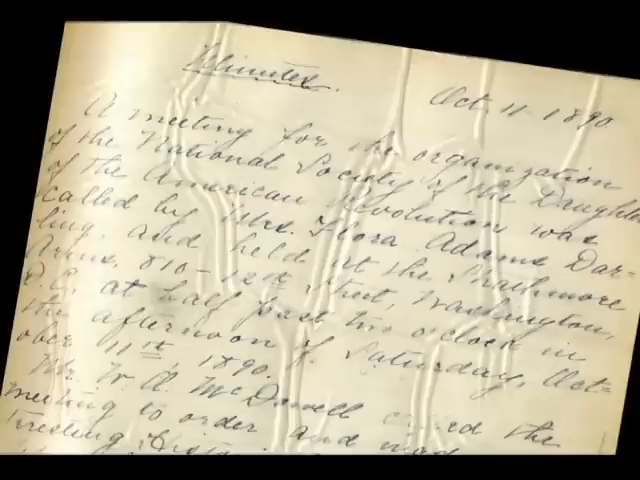 Minutes.
Oct. 11 - 1890
A meeting for the organization
of the National Society of the Daughte
of the American Revolution was
called by Mrs. Flora Adams Dar-
ling, and held at the Strathmore
Arms, 810 - 12th Street, Washington,
D.C. at half past two o'clock in
the afternoon of Saturday, Oct-
ober 11th 1890.
Mr. W. O. McDowell called the
meeting to order and mad